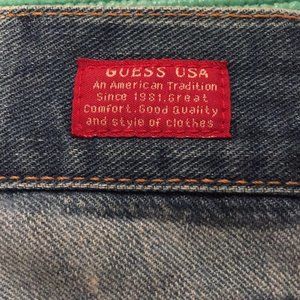 GUESS USA
An American Tradition
Since 1981.Great
Comfort.Good Quality
and style of clothes